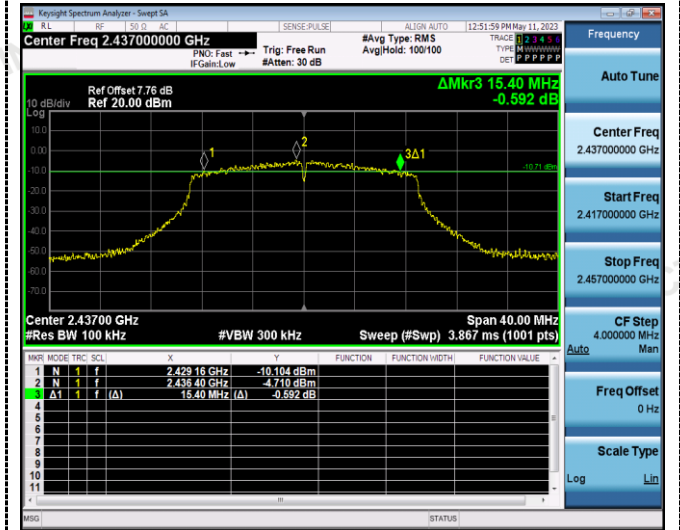 Keysight Spectrum Analyzer - Swept SA
RL RF 50 Ω AC SENSE:PULSE ALIGN AUTO 12:51:59 PM May 11, 2023
Center Freq 2.437000000 GHz
PNO: Fast
IFGain:Low
Trig: Free Run
#Atten: 30 dB
#Avg Type: RMS
Avg|Hold: 100/100
TRACE 1 2 3 4 5 6
TYPE M WWWWW
DET P P P P P P
Frequency
Auto Tune
Center Freq
2.437000000 GHz
Start Freq
2.417000000 GHz
Stop Freq
2.457000000 GHz
CF Step
4.000000 MHz
Auto Man
Freq Offset
0 Hz
Scale Type
Log Lin
ΔMkr3 15.40 MHz
-0.592 dB
Ref Offset 7.76 dB
10 dB/div Ref 20.00 dBm
Log
10.0
0.00
-10.0
-20.0
-30.0
-40.0
-50.0
-60.0
-70.0
1
2
3Δ1
-10.71 dBm
Center 2.43700 GHz Span 40.00 MHz
#Res BW 100 kHz #VBW 300 kHz Sweep (#Swp) 3.867 ms (1001 pts)
MKR MODE TRC SCL X Y FUNCTION FUNCTION WIDTH FUNCTION VALUE
1 N 1 f 2.429 16 GHz -10.104 dBm
2 N 1 f 2.436 40 GHz -4.710 dBm
3 Δ1 1 f (Δ) 15.40 MHz (Δ) -0.592 dB
4
5
6
7
8
9
10
11
MSG STATUS